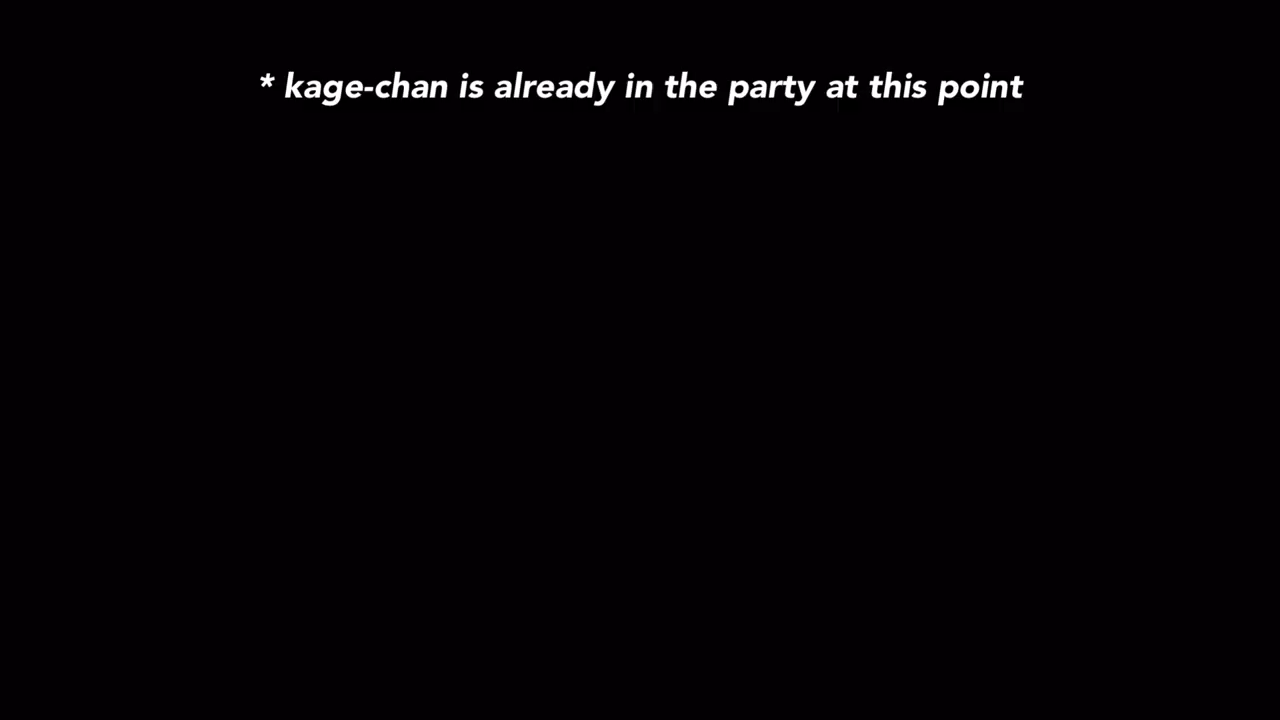 * kage-chan is already in the party at this point